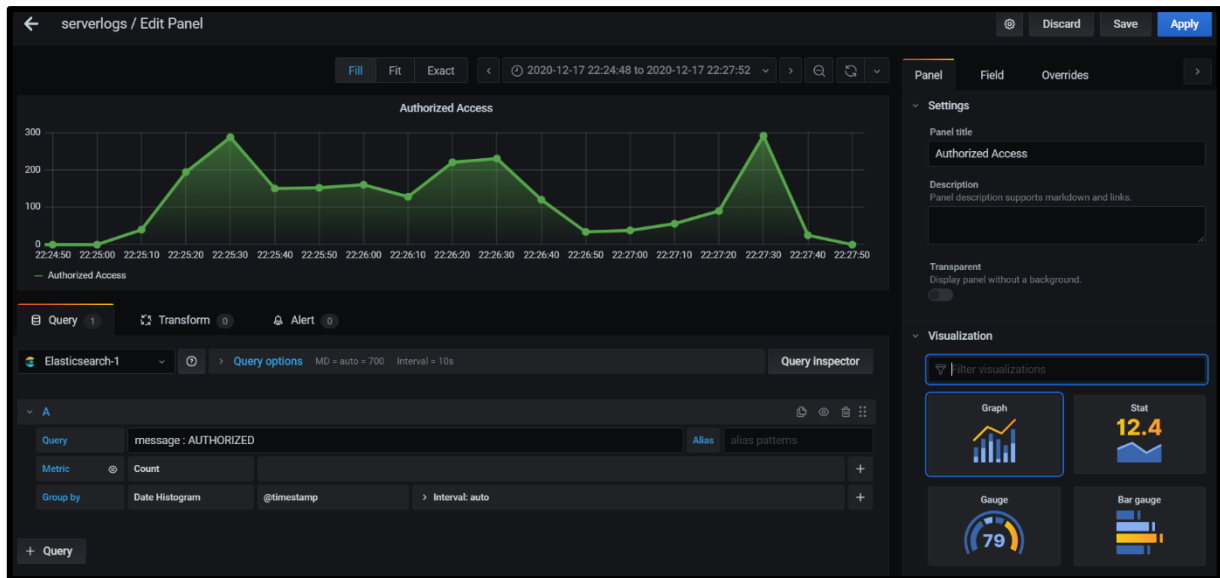 serverlogs / Edit Panel
Discard
Save
Apply
Fill
Fit
Exact
2020-12-17 22:24:48 to 2020-12-17 22:27:52
Authorized Access
300
200
100
0
22:24:50 22:25:00 22:25:10 22:25:20 22:25:30 22:25:40 22:25:50 22:26:00 22:26:10 22:26:20 22:26:30 22:26:40 22:26:50 22:27:00 22:27:10 22:27:20 22:27:30 22:27:40 22:27:50
Authorized Access
Query 1
Transform 0
Alert 0
Elasticsearch-1
Query options MD = auto = 700 Interval = 10s
Query inspector
A
Query message : AUTHORIZED Alias alias patterns
Metric Count
Group by Date Histogram @timestamp > Interval: auto
+ Query
Panel
Field
Overrides
Settings
Panel title
Authorized Access
Description
Panel description supports markdown and links.
Transparent
Display panel without a background.
Visualization
Filter visualizations
Graph
Stat
12.4
Gauge
79
Bar gauge